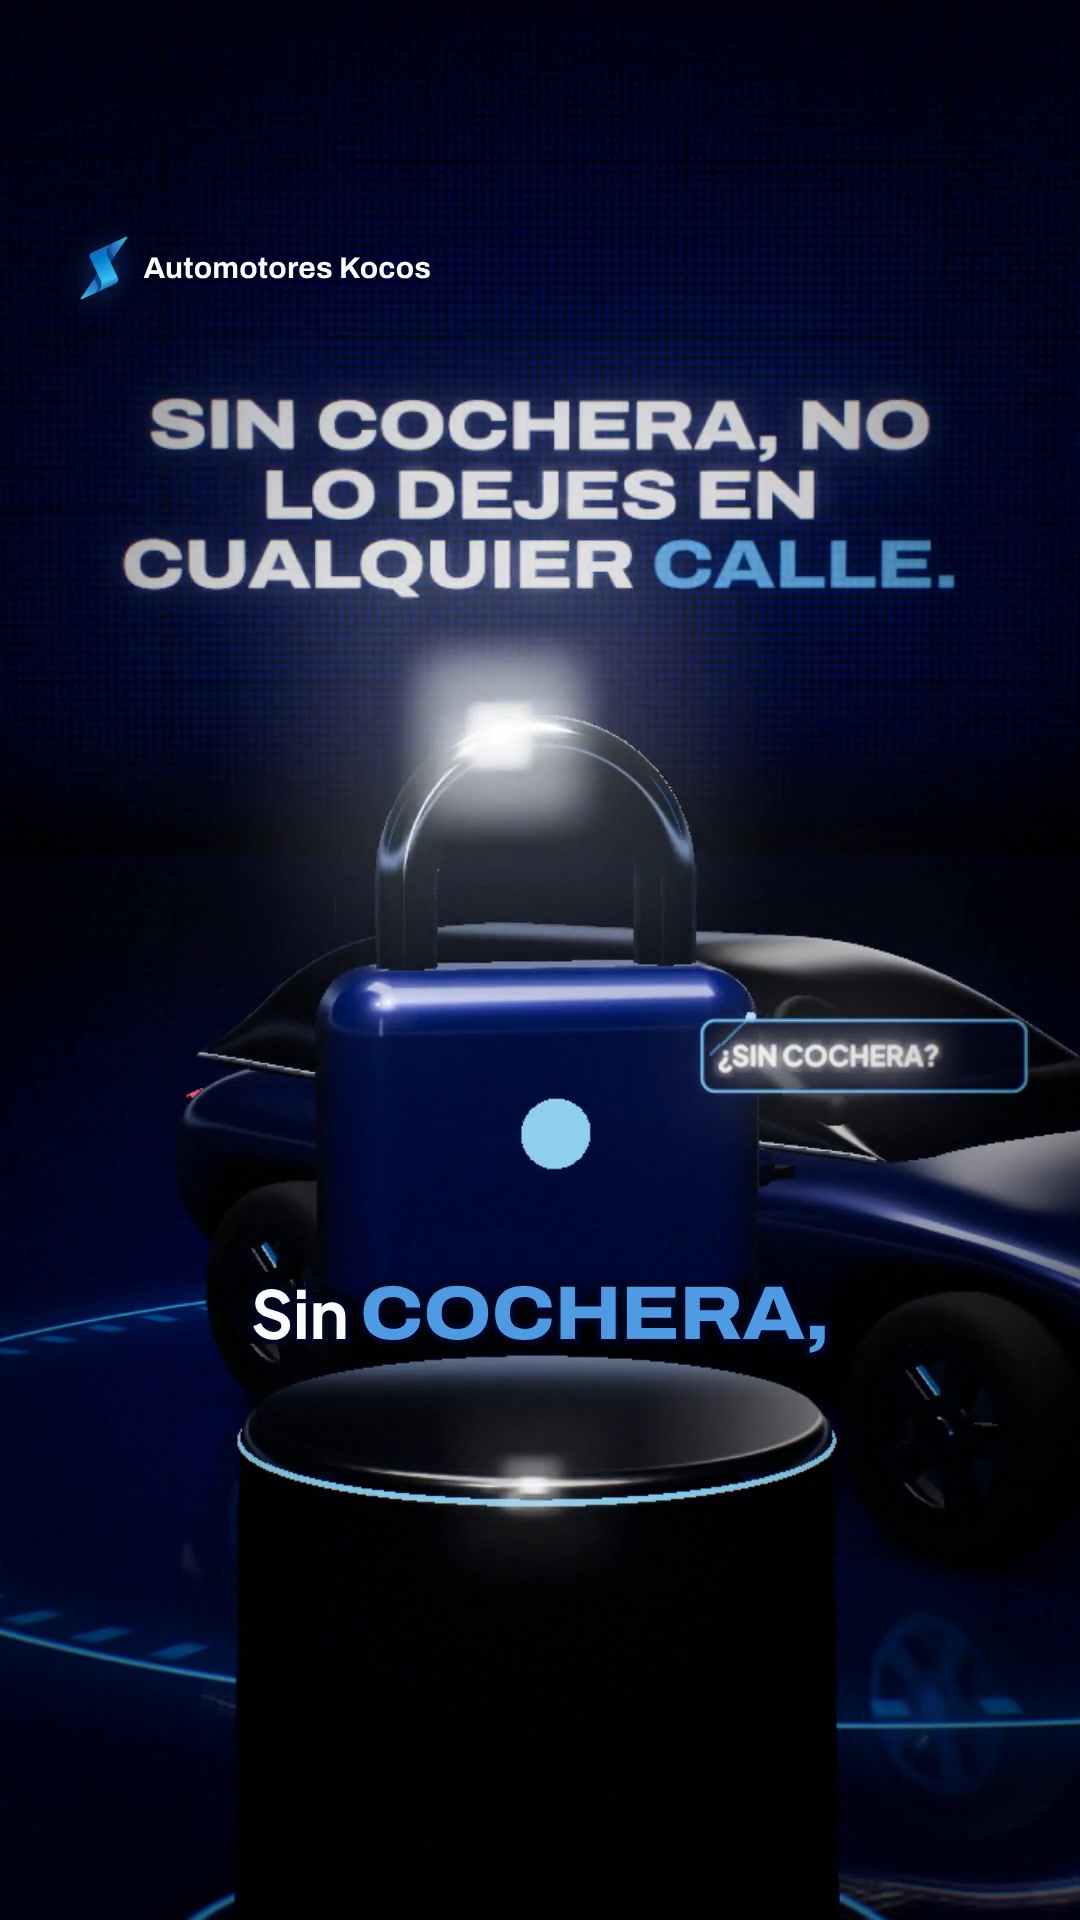 Automotores Kocos
SIN COCHERA, NO
LO DEJES EN
CUALQUIER CALLE.
¿SIN COCHERA?
Sin COCHERA,